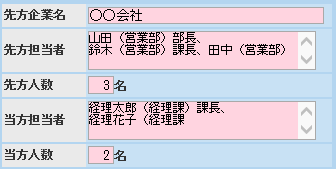 先方企業名 〇〇会社
先方担当者 山田（営業部）部長、
鈴木（営業部）課長、田中（営業部）
先方人数 3名
当方担当者 経理太郎（経理課）課長、
経理花子（経理課
当方人数 2名